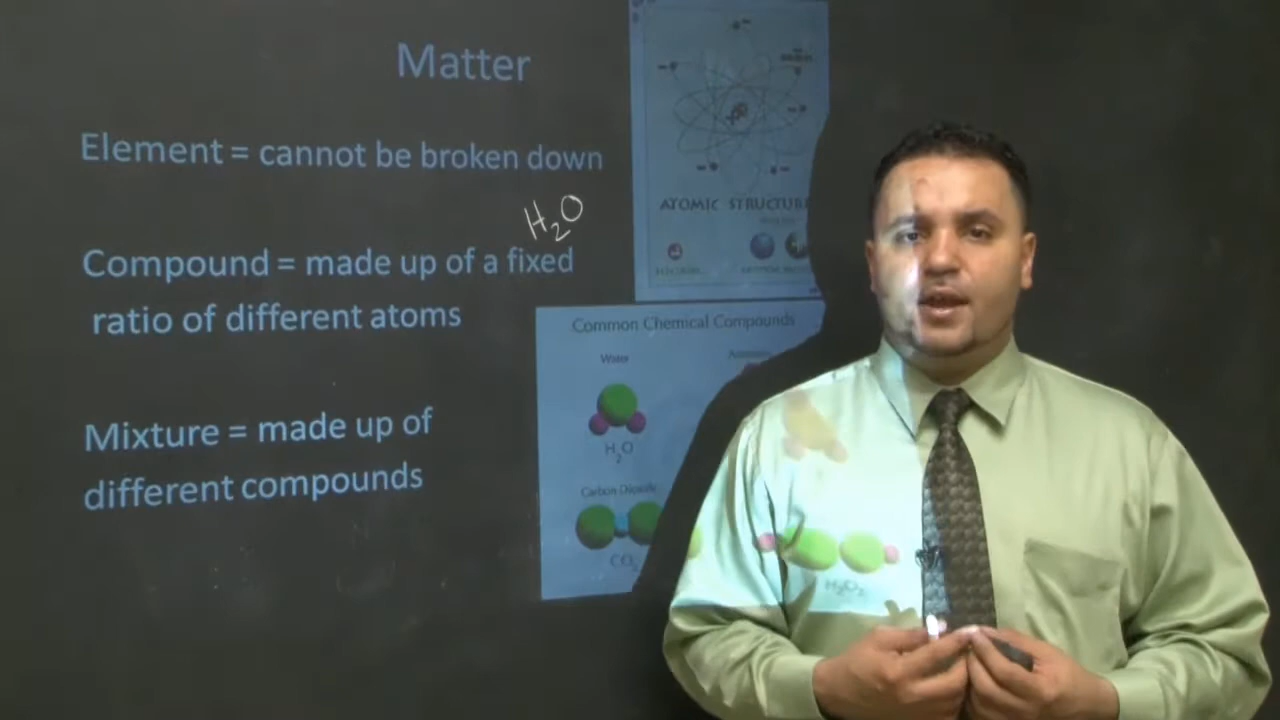 Matter
Element = cannot be broken down
H₂O
Compound = made up of a fixed
ratio of different atoms
Mixture = made up of
different compounds
ATOMIC STRUCTURE
Common Chemical Compounds
Water
H₂O
Carbon Dioxide
CO₂
H₂O₂